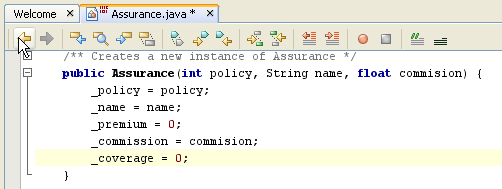 Welcome
Assurance.java *
/** Creates a new instance of Assurance */
public Assurance(int policy, String name, float commision) {
_policy = policy;
_name = name;
_premium = 0;
_commission = commision;
_coverage = 0;
}